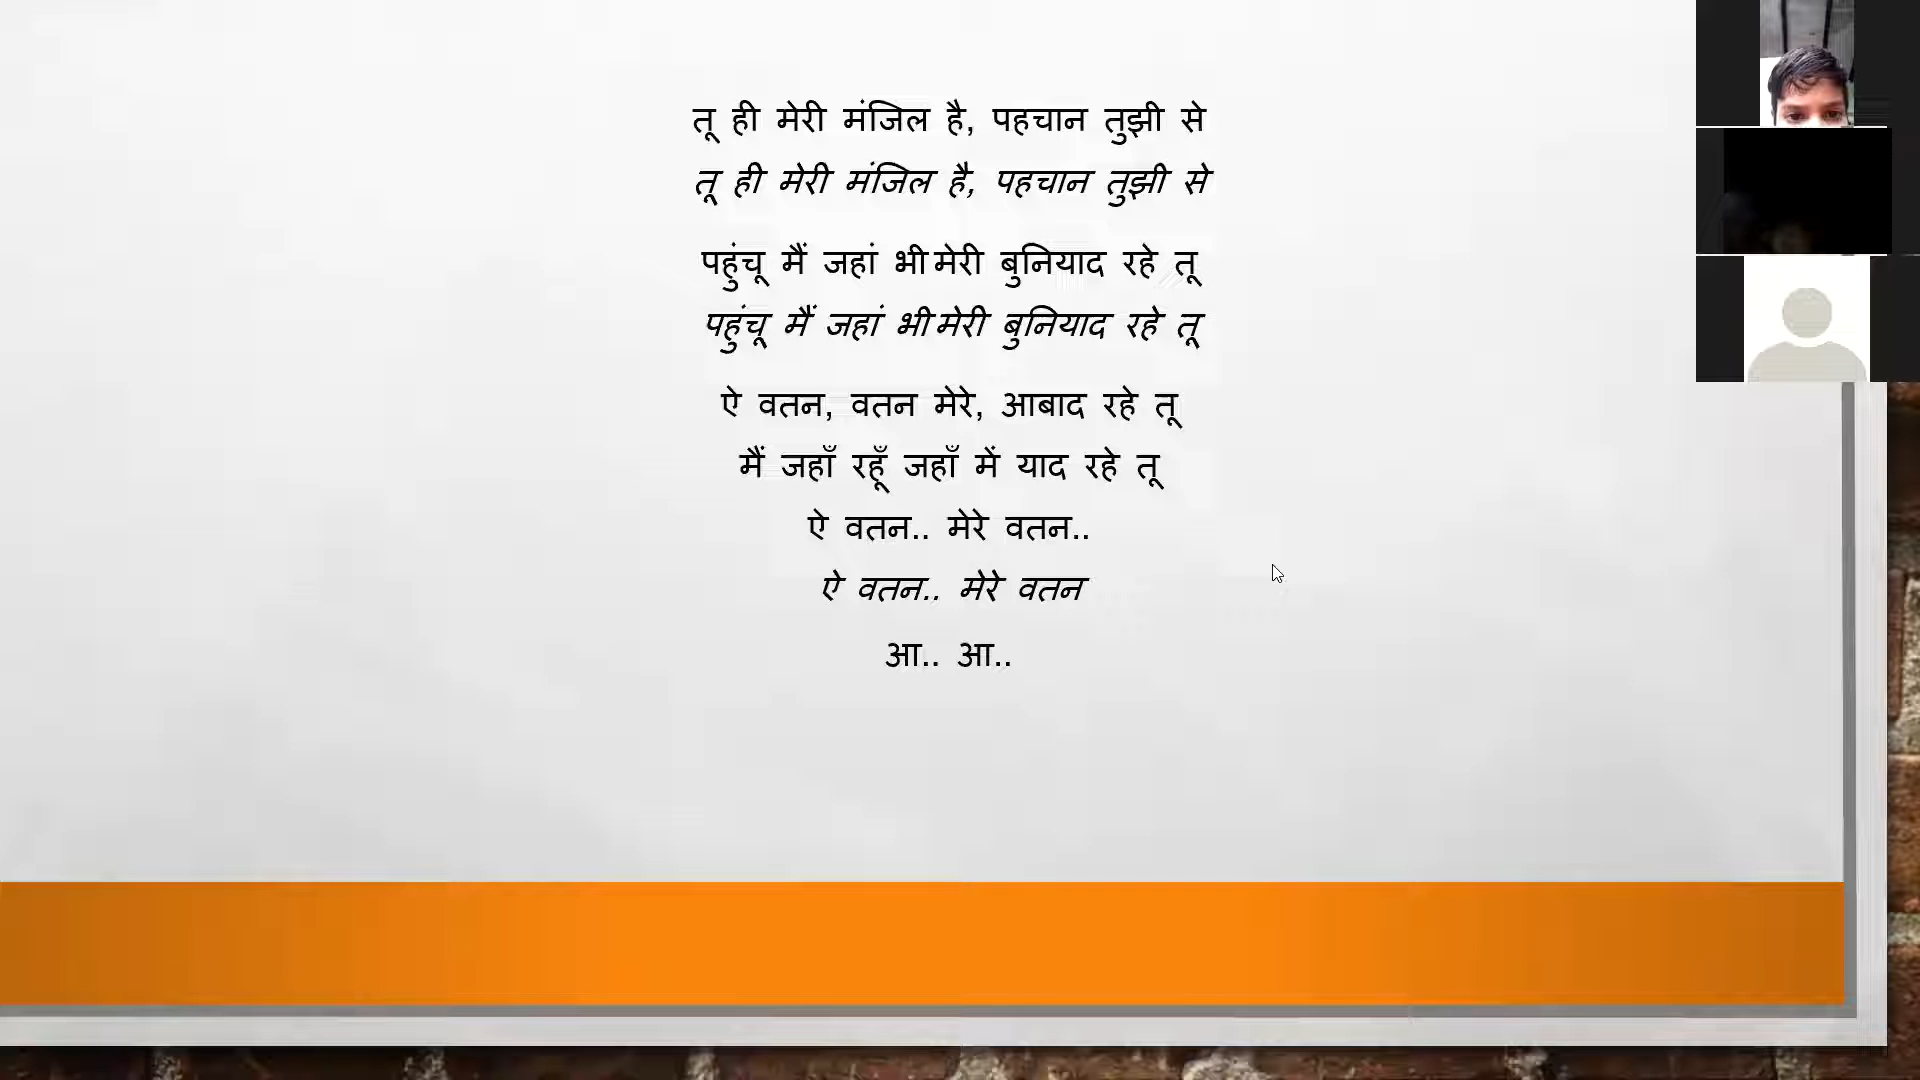 तू ही मेरी मंजिल है, पहचान तुझी से
तू ही मेरी मंजिल है, पहचान तुझी से
पहुंचू मैं जहां भी मेरी बुनियाद रहे तू
पहुंचू मैं जहां भी मेरी बुनियाद रहे तू
ऐ वतन, वतन मेरे, आबाद रहे तू
मैं जहाँ रहूँ जहाँ में याद रहे तू
ऐ वतन.. मेरे वतन..
ऐ वतन.. मेरे वतन
आ.. आ..